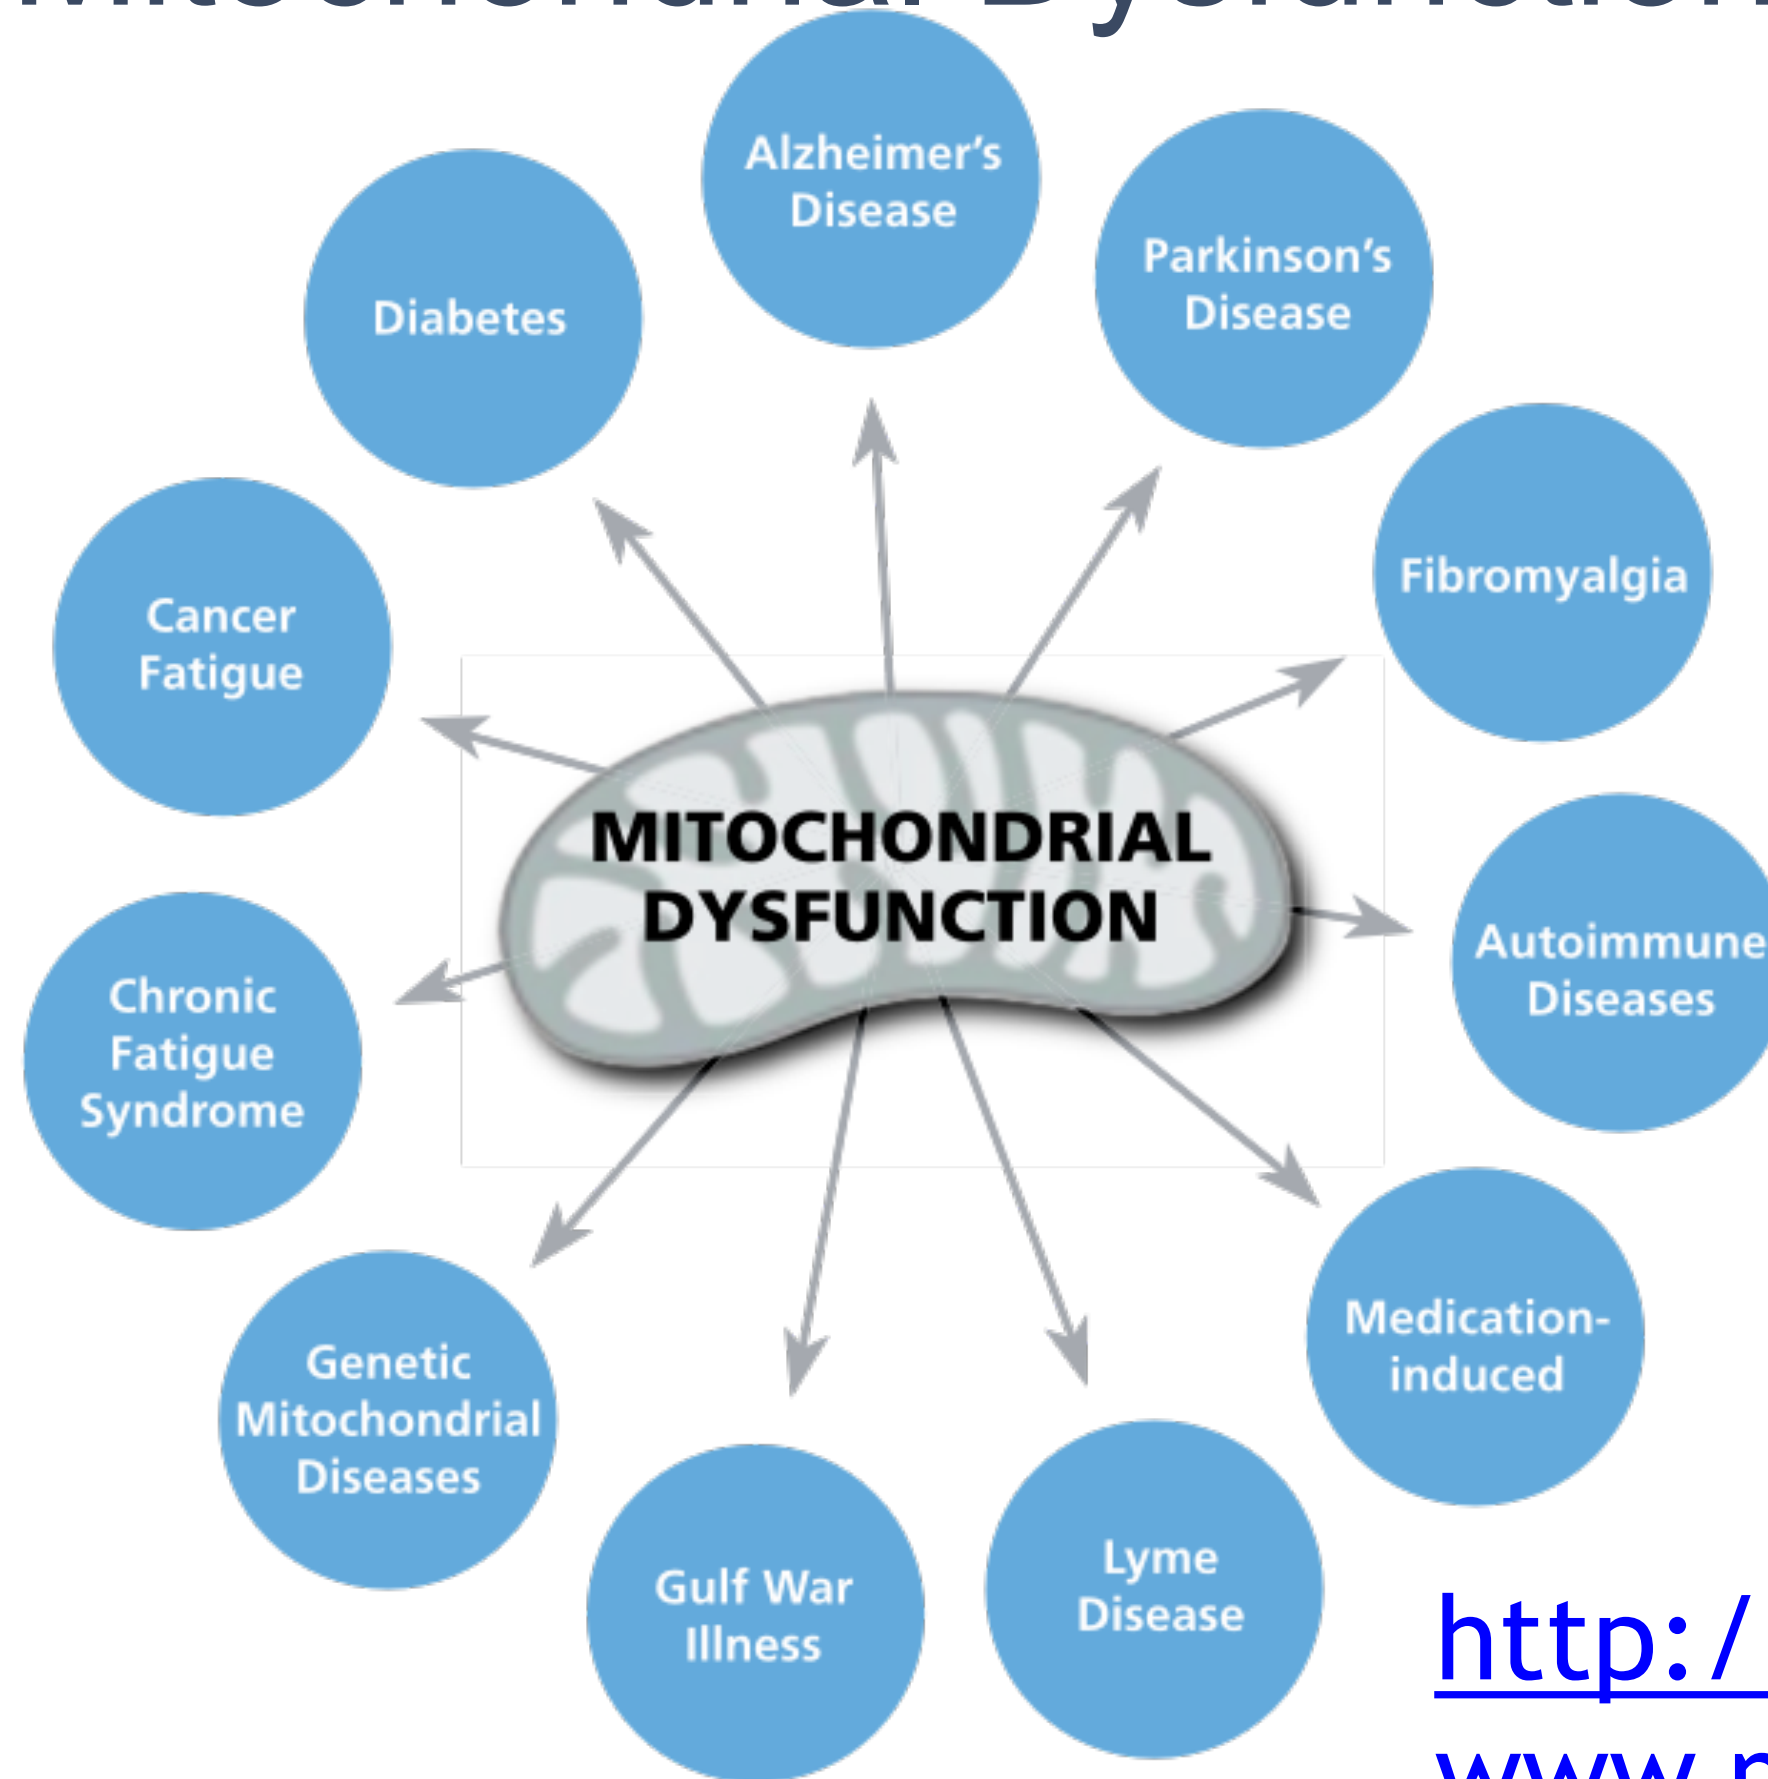 Alzheimer’s
Disease
Parkinson’s
Disease
Diabetes
Fibromyalgia
Cancer
Fatigue
MITOCHONDRIAL
DYSFUNCTION
Autoimmune
Diseases
Chronic
Fatigue
Syndrome
Medication-
induced
Genetic
Mitochondrial
Diseases
Lyme
Disease
Gulf War
Illness
http:/